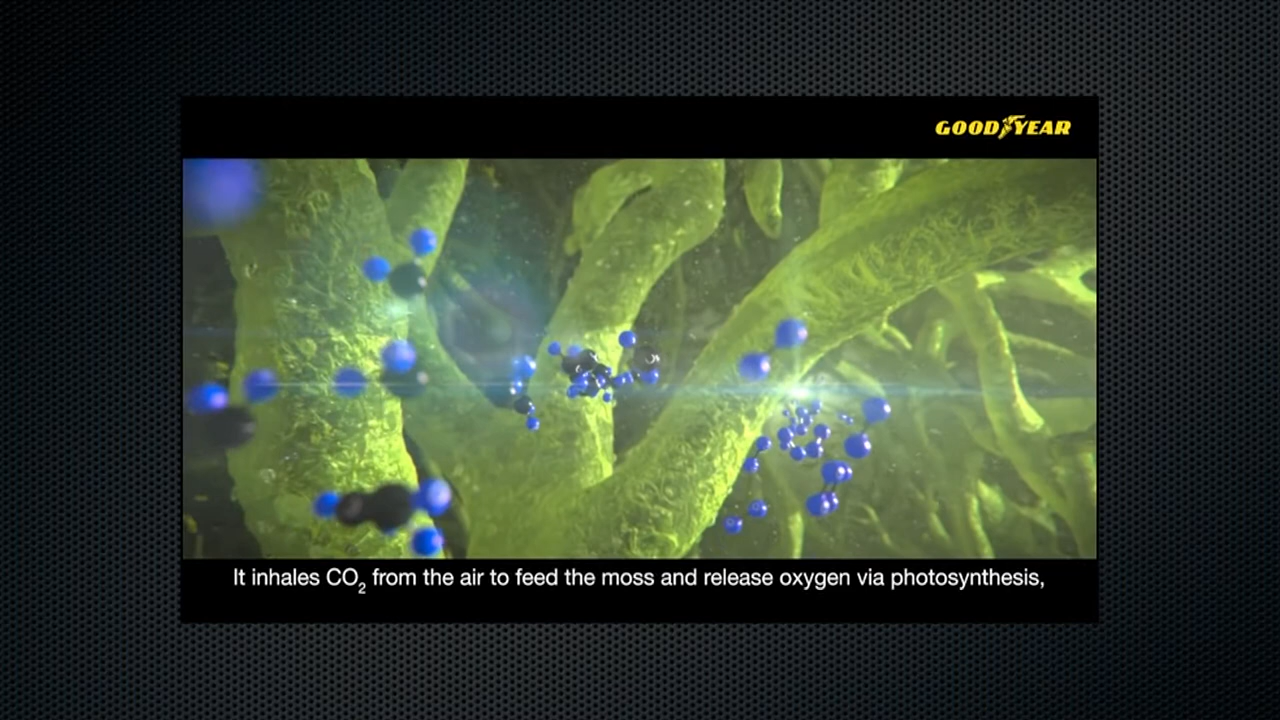 GOODYEAR
It inhales CO₂ from the air to feed the moss and release oxygen via photosynthesis,